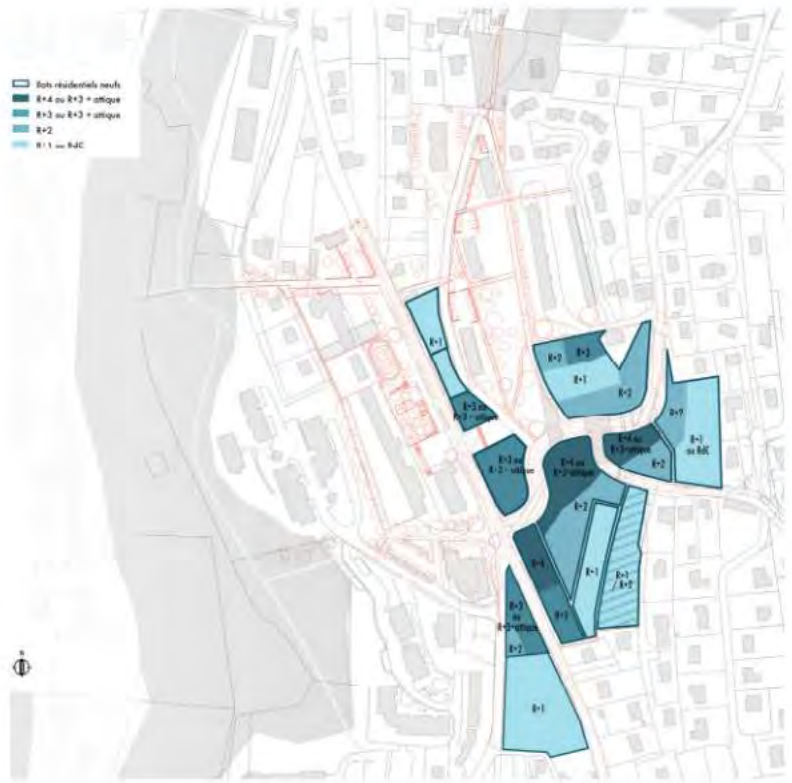 Ilots résidentiels neufs
R+4 ou R+3 + attique
R+3 ou R+3 + attique
R+2
R+1 ou RdC
N
R+1
R+3 ou
R+3 + attique
R+2
R+3
R+1
R+2
R+2
R+1
ou RdC
R+4 ou
R+3+attique
R+2
R+3 ou
R+2 + attique
R+4 ou
R+3+attique
R+2
R+4
R+3
R+1
R+1
/ R+2
R+3
ou
R+2+attique
R+2
R+1